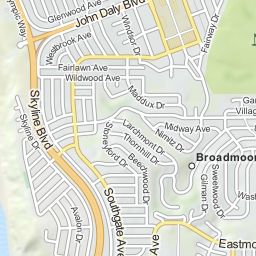 Glenwood Ave
John Daly Blvd
Westbrook Ave
Windsor Dr
Fairway Dr
Fairlawn Ave
Wildwood Ave
Maddux Dr
Skyline Blvd
Skyline Dr
Larchmont Dr
Midway Ave
Village
Stoneyford Dr
Thornhill Dr
Nimitz Dr
Beechwood Dr
Broadmoor
Gilman Dr
Sweetwood Dr
Southgate Ave
Avalon Dr
Ave